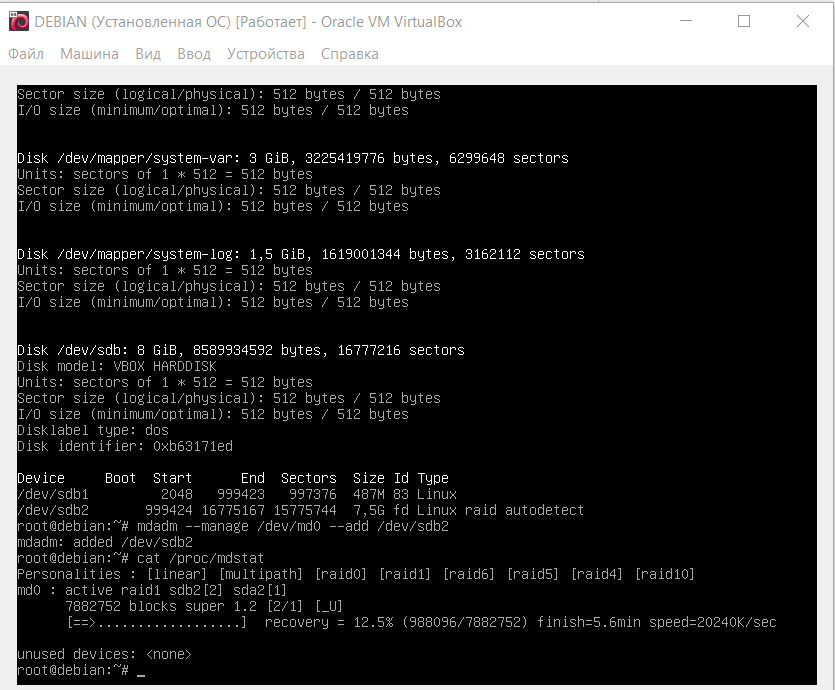 DEBIAN (Установленная ОС) [Работает] - Oracle VM VirtualBox
Файл Машина Вид Ввод Устройства Справка
Sector size (logical/physical): 512 bytes / 512 bytes
I/O size (minimum/optimal): 512 bytes / 512 bytes
Disk /dev/mapper/system-var: 3 GiB, 3225419776 bytes, 6299648 sectors
Units: sectors of 1 * 512 = 512 bytes
Sector size (logical/physical): 512 bytes / 512 bytes
I/O size (minimum/optimal): 512 bytes / 512 bytes
Disk /dev/mapper/system-log: 1,5 GiB, 1619001344 bytes, 3162112 sectors
Units: sectors of 1 * 512 = 512 bytes
Sector size (logical/physical): 512 bytes / 512 bytes
I/O size (minimum/optimal): 512 bytes / 512 bytes
Disk /dev/sdb: 8 GiB, 8589934592 bytes, 16777216 sectors
Disk model: VBOX HARDDISK
Units: sectors of 1 * 512 = 512 bytes
Sector size (logical/physical): 512 bytes / 512 bytes
I/O size (minimum/optimal): 512 bytes / 512 bytes
Disklabel type: dos
Disk identifier: 0xb63171ed
Device     Boot  Start      End  Sectors  Size Id Type
/dev/sdb1         2048   999423   997376  487M 83 Linux
/dev/sdb2       999424 16775167 15775744  7,5G fd Linux raid autodetect
root@debian:~# mdadm --manage /dev/md0 --add /dev/sdb2
mdadm: added /dev/sdb2
root@debian:~# cat /proc/mdstat
Personalities : [linear] [multipath] [raid0] [raid1] [raid6] [raid5] [raid4] [raid10]
md0 : active raid1 sdb2[2] sda2[1]
7882752 blocks super 1.2 [2/1] [_U]
[==>..................]  recovery = 12.5% (988096/7882752) finish=5.6min speed=20240K/sec
unused devices: <none>
root@debian:~# _